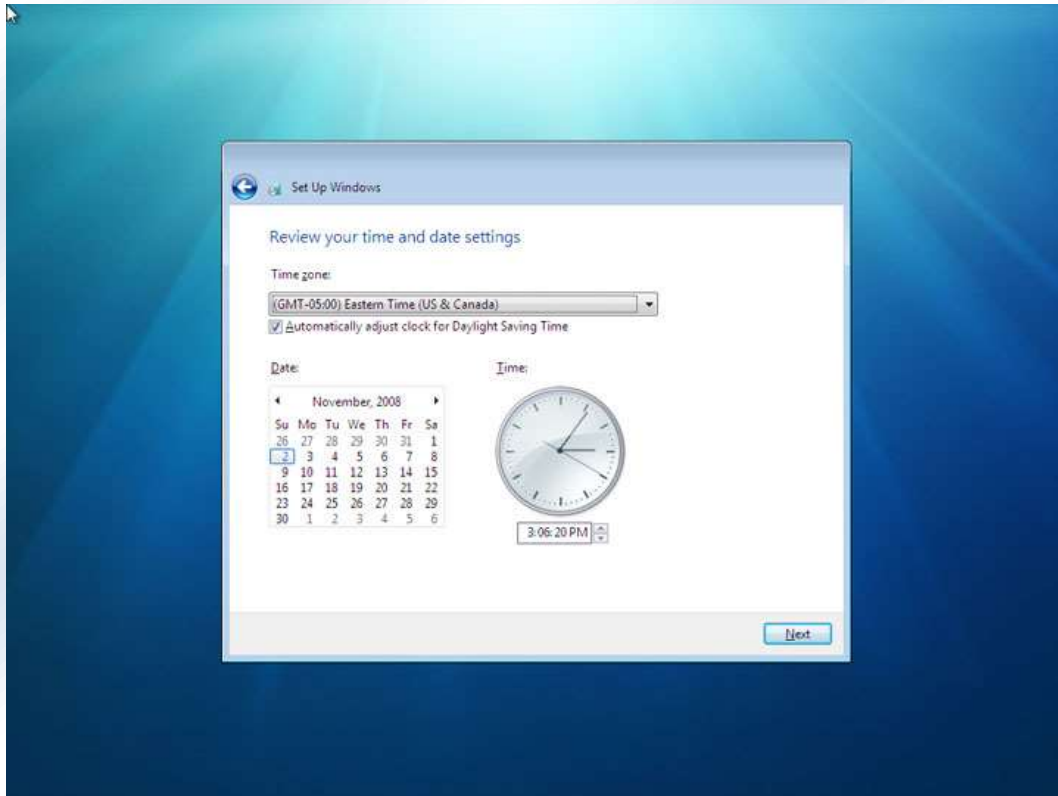 Set Up Windows
Review your time and date settings
Time zone:
(GMT-05:00) Eastern Time (US & Canada)
Automatically adjust clock for Daylight Saving Time
Date: Time:
November, 2008
Su Mo Tu We Th Fr Sa
26 27 28 29 30 31 1
2 3 4 5 6 7 8
9 10 11 12 13 14 15
16 17 18 19 20 21 22
23 24 25 26 27 28 29
30 1 2 3 4 5 6
3:06:20 PM
Next